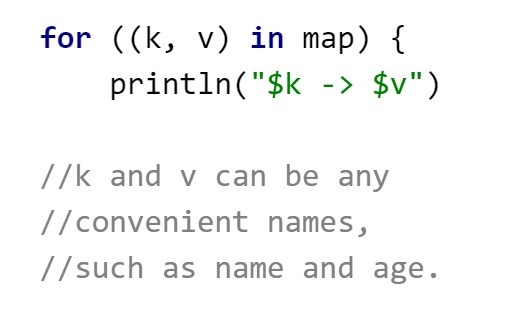 for ((k, v) in map) {
    println("$k -> $v")
//k and v can be any
//convenient names,
//such as name and age.